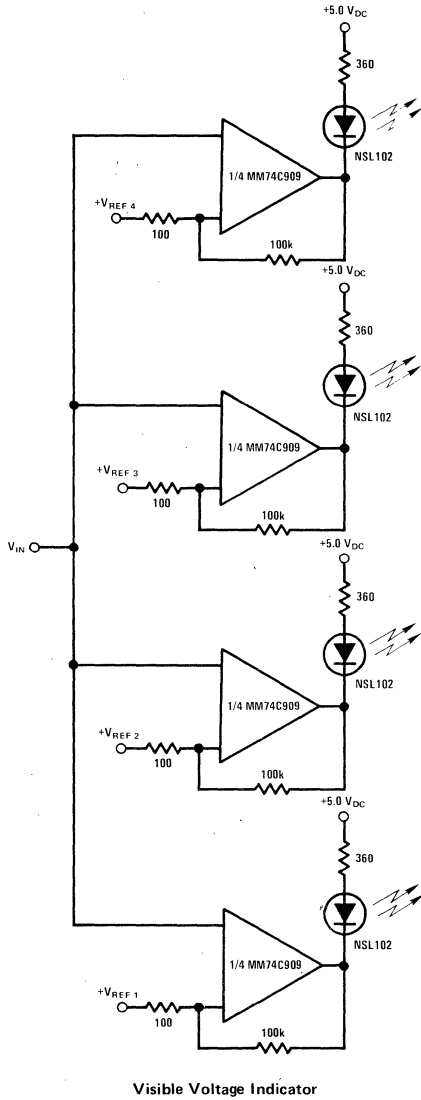 +5.0 V_DC
360
NSL102
1/4 MM74C909
+V_REF 4
100
100k
+5.0 V_DC
360
NSL102
1/4 MM74C909
+V_REF 3
100
100k
V_IN
+5.0 V_DC
360
NSL102
1/4 MM74C909
+V_REF 2
100
100k
+5.0 V_DC
360
NSL102
1/4 MM74C909
+V_REF 1
100
100k
Visible Voltage Indicator